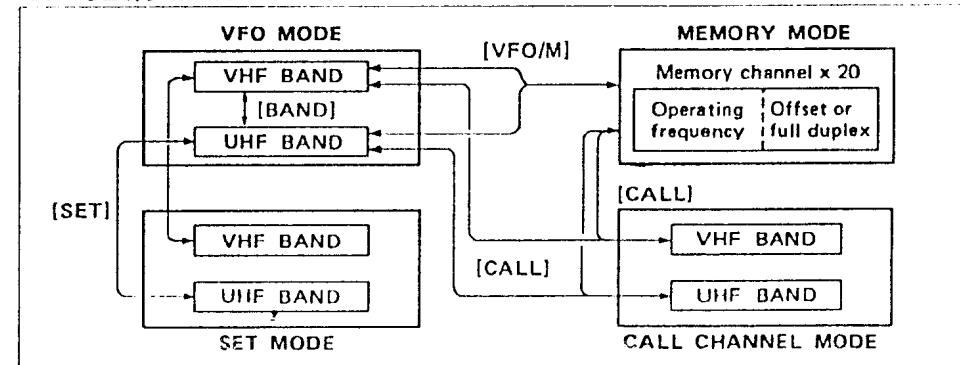 VFO MODE
MEMORY MODE
[VFO/M]
VHF BAND
[BAND]
UHF BAND
Memory channel x 20
Operating frequency
Offset or full duplex
[SET]
[CALL]
VHF BAND
UHF BAND
[CALL]
VHF BAND
UHF BAND
SET MODE
CALL CHANNEL MODE